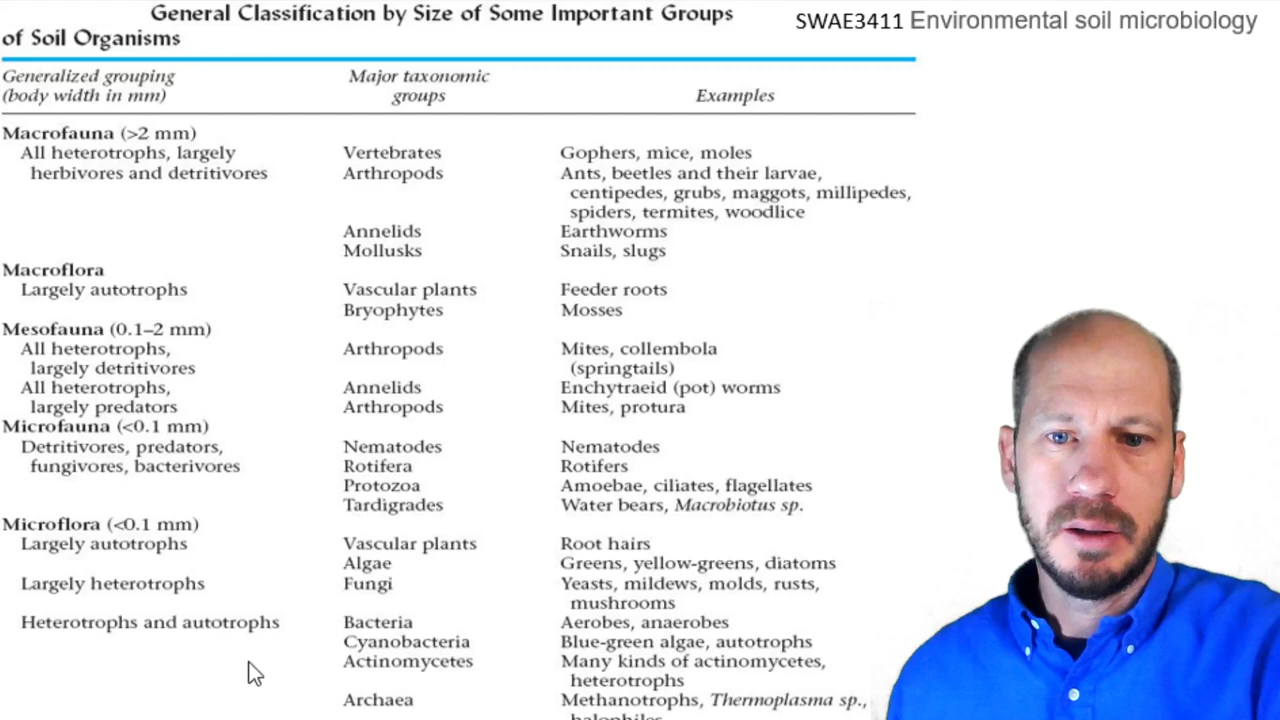 General Classification by Size of Some Important Groups
of Soil Organisms
SWAE3411 Environmental soil microbiology
Generalized grouping
(body width in mm)
Major taxonomic
groups
Examples
Macrofauna (>2 mm)
All heterotrophs, largely Vertebrates Gophers, mice, moles
herbivores and detritivores Arthropods Ants, beetles and their larvae,
centipedes, grubs, maggots, millipedes,
spiders, termites, woodlice
Annelids Earthworms
Mollusks Snails, slugs
Macroflora
Largely autotrophs Vascular plants Feeder roots
Bryophytes Mosses
Mesofauna (0.1–2 mm)
All heterotrophs, Arthropods Mites, collembola
largely detritivores (springtails)
All heterotrophs, Annelids Enchytraeid (pot) worms
largely predators Arthropods Mites, protura
Microfauna (<0.1 mm)
Detritivores, predators, Nematodes Nematodes
fungivores, bacterivores Rotifera Rotifers
Protozoa Amoebae, ciliates, flagellates
Tardigrades Water bears, Macrobiotus sp.
Microflora (<0.1 mm)
Largely autotrophs Vascular plants Root hairs
Algae Greens, yellow-greens, diatoms
Largely heterotrophs Fungi Yeasts, mildews, molds, rusts,
mushrooms
Heterotrophs and autotrophs Bacteria Aerobes, anaerobes
Cyanobacteria Blue-green algae, autotrophs
Actinomycetes Many kinds of actinomycetes,
heterotrophs
Archaea Methanotrophs, Thermoplasma sp.,